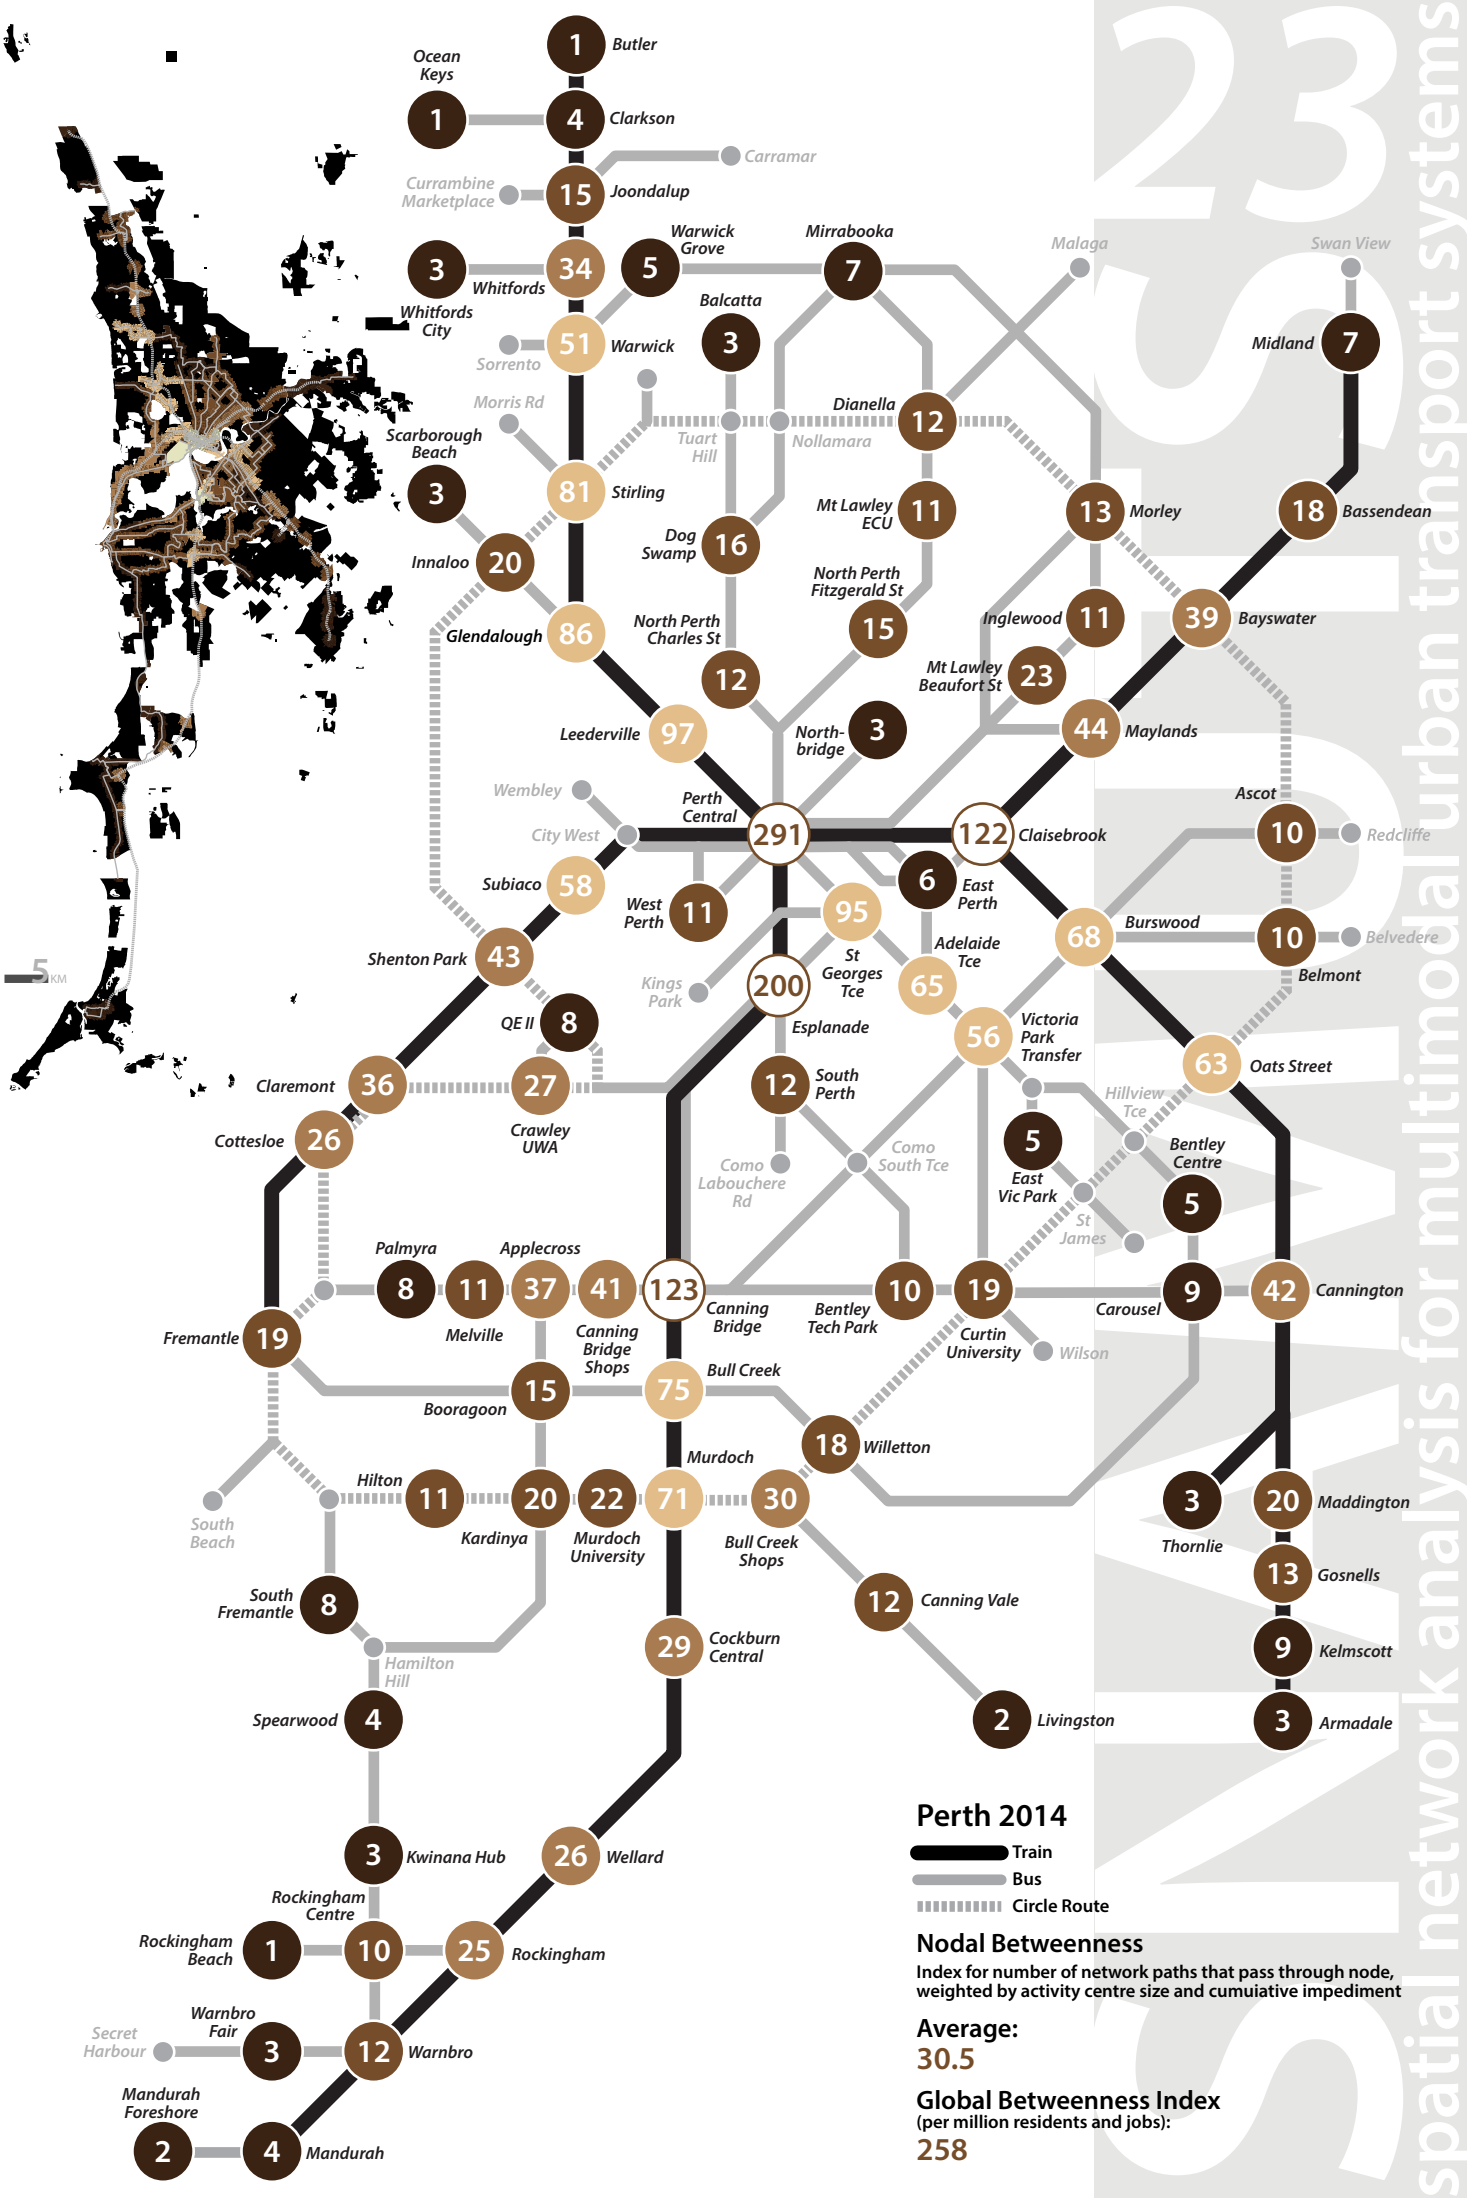 23
SNAMUTS
spatial network analysis for multimodal urban transport systems
1
Butler
Ocean
Keys
1
4
Clarkson
Carramar
Currambine
Marketplace
15
Joondalup
Warwick
Grove
Mirrabooka
Malaga
Swan View
3
Whitfords
City
34
Whitfords
5
7
Balcatta
3
Sorrento
51
Warwick
Midland
7
Morris Rd
Scarborough
Beach
3
Tuart
Hill
Nollamara
Dianella
12
81
Stirling
Mt Lawley
ECU
11
13
Morley
18
Bassendean
Innaloo
20
Dog
Swamp
16
North Perth
Fitzgerald St
15
Glendalough
86
North Perth
Charles St
12
Inglewood
11
39
Bayswater
Mt Lawley
Beaufort St
23
Leederville
97
North-
bridge
3
44
Maylands
Wembley
Perth
Central
Ascot
City West
291
122
Claisebrook
10
Redcliffe
Subiaco
58
West
Perth
11
95
St
Georges
Tce
6
East
Perth
68
Burswood
10
Belvedere
Belmont
Shenton Park
43
Kings
Park
200
Esplanade
Adelaide
Tce
65
QE II
8
56
Victoria
Park
Transfer
63
Oats Street
Claremont
36
27
Crawley
UWA
12
South
Perth
Hillview
Tce
Cottesloe
26
Como
Labouchere
Rd
Como
South Tce
5
East
Vic Park
Bentley
Centre
5
St
James
Palmyra
8
11
Melville
Applecross
37
41
Canning
Bridge
Shops
123
Canning
Bridge
Bentley
Tech Park
10
19
Curtin
University
Carousel
9
42
Cannington
Fremantle
19
Wilson
Booragoon
15
75
Bull Creek
18
Willetton
Hilton
11
20
Kardinya
22
Murdoch
University
Murdoch
71
30
Bull Creek
Shops
3
Thornlie
20
Maddington
South
Beach
13
Gosnells
South
Fremantle
8
12
Canning Vale
Hamilton
Hill
29
Cockburn
Central
9
Kelmscott
Spearwood
4
2
Livingston
3
Armadale
3
Kwinana Hub
26
Wellard
Rockingham
Centre
Rockingham
Beach
1
10
25
Rockingham
Warnbro
Fair
Secret
Harbour
3
12
Warnbro
Mandurah
Foreshore
2
4
Mandurah
5 KM
Perth 2014
Train
Bus
Circle Route
Nodal Betweenness
Index for number of network paths that pass through node,
weighted by activity centre size and cumuiative impediment
Average:
30.5
Global Betweenness Index
(per million residents and jobs):
258